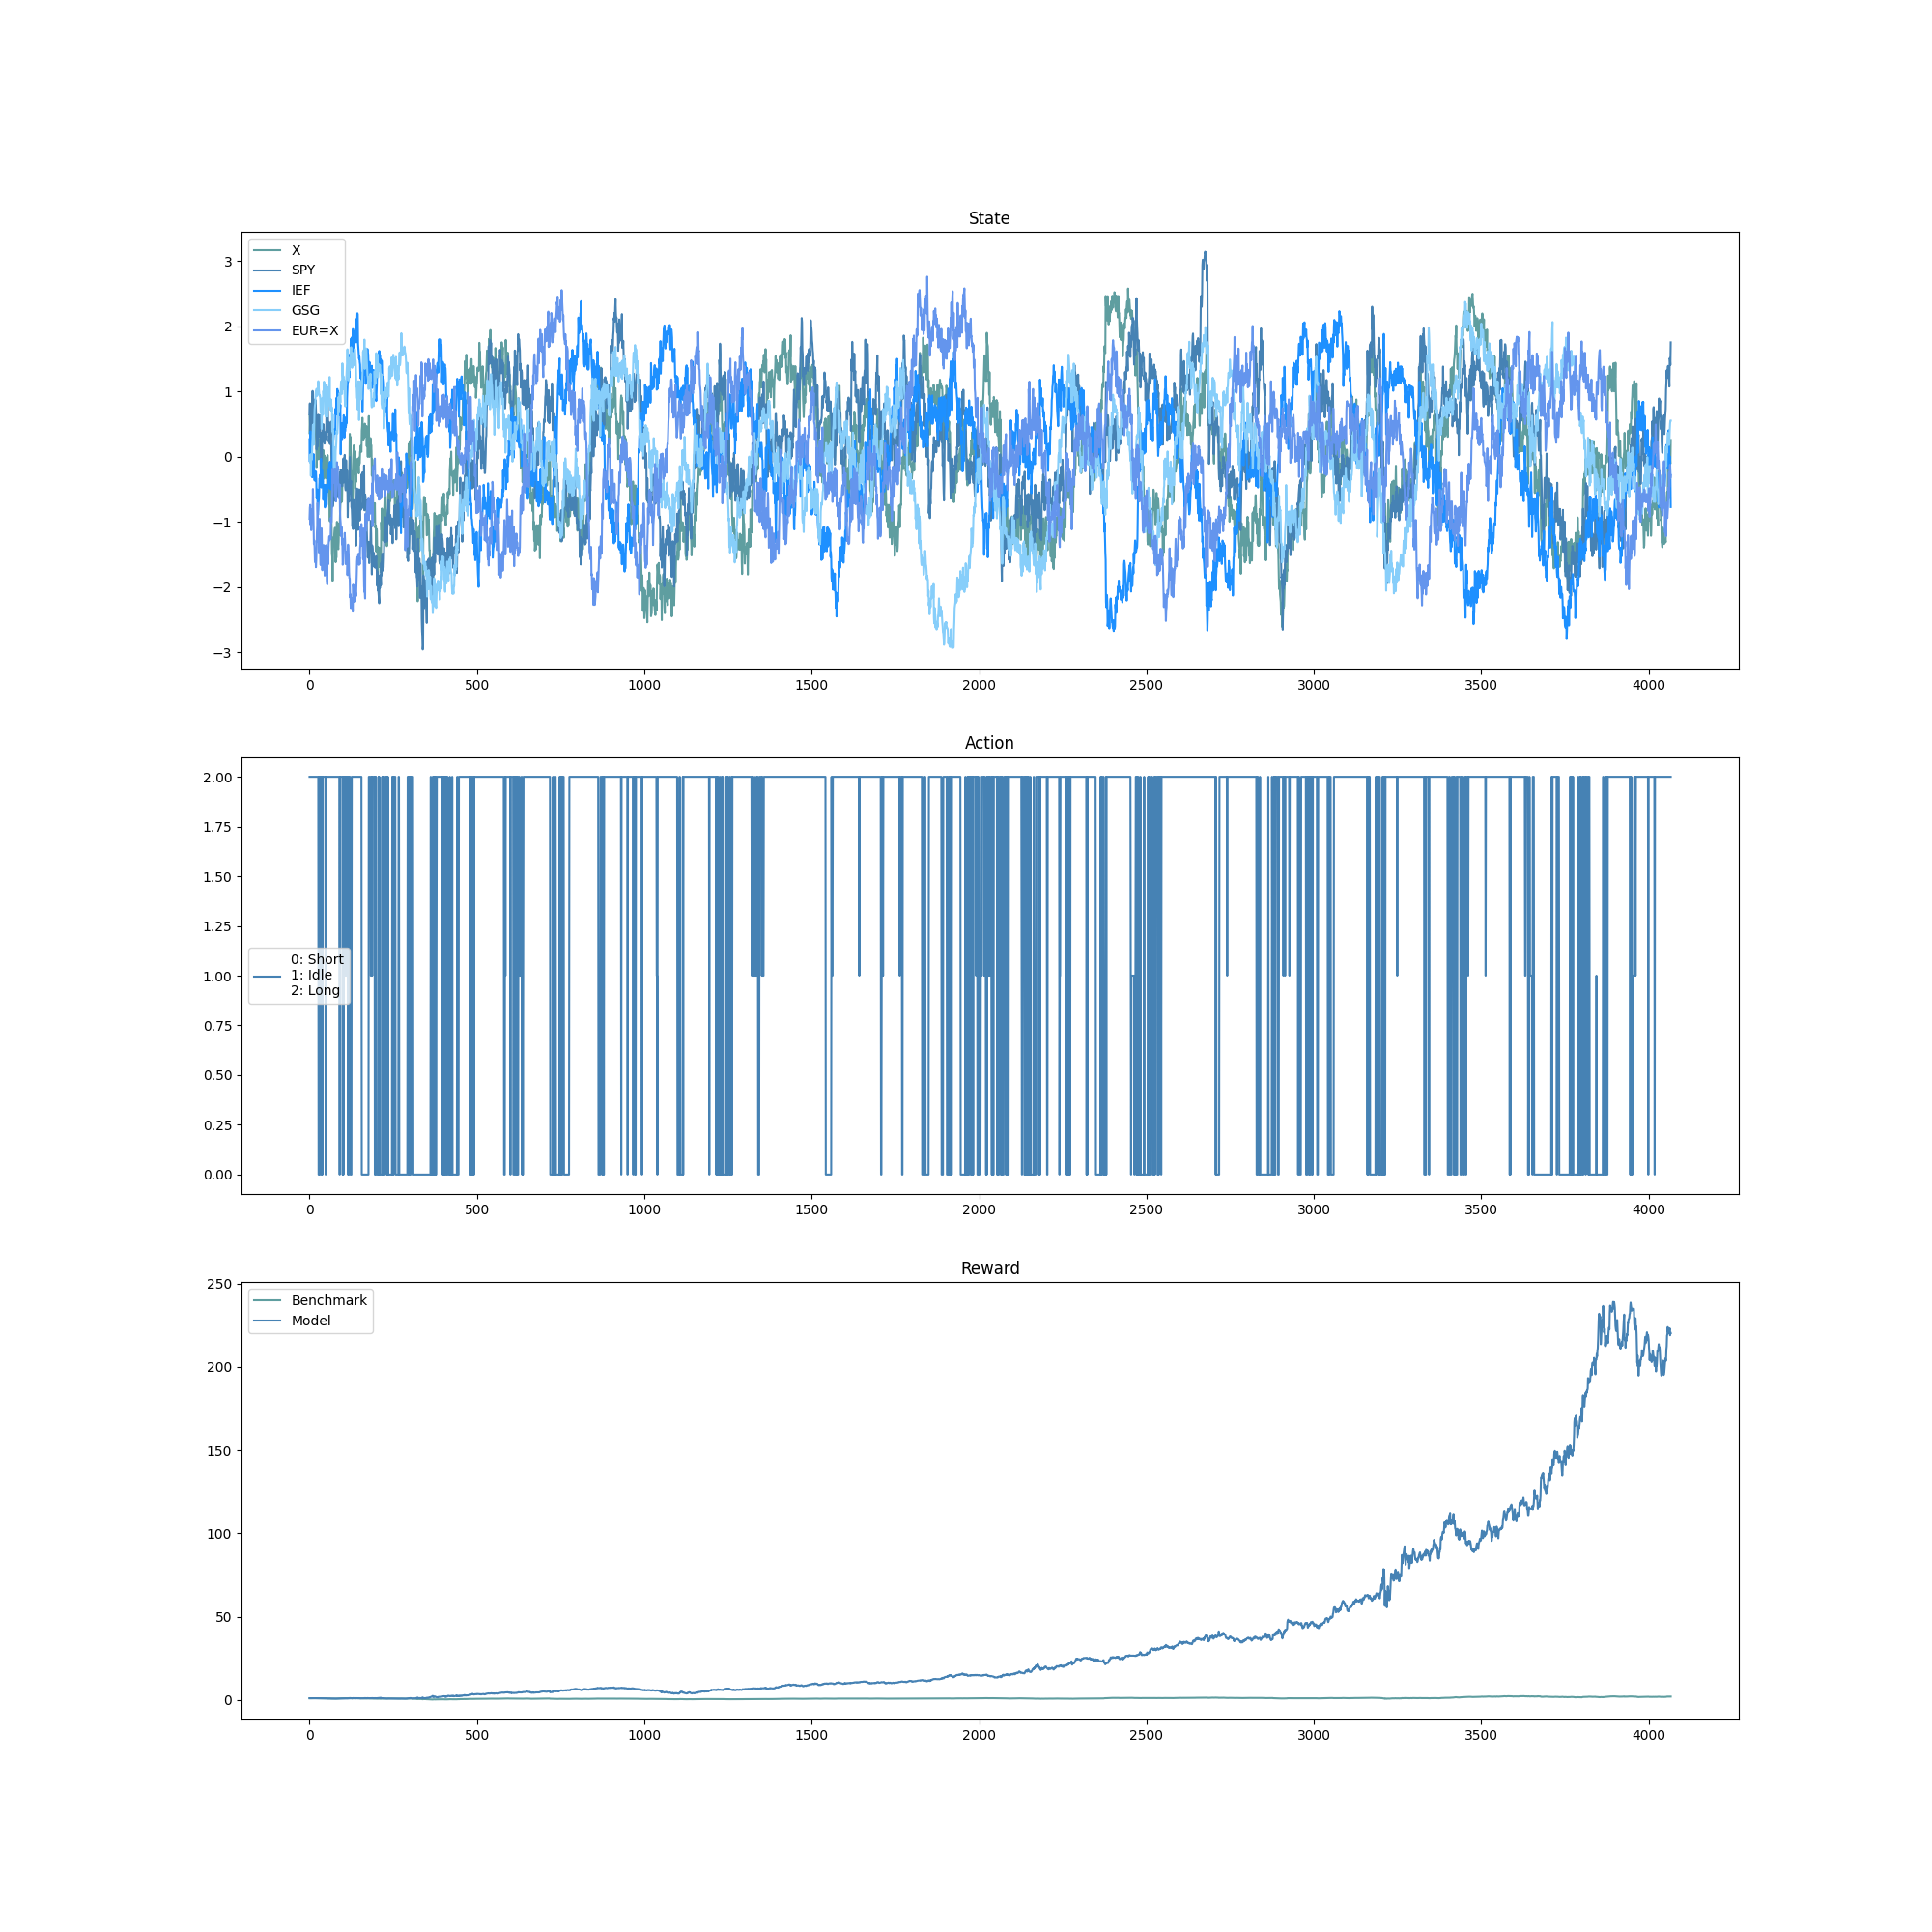 State
X
SPY
IEF
GSG
EUR=X
3
2
1
0
−1
−2
−3
0 500 1000 1500 2000 2500 3000 3500 4000
Action
2.00
1.75
1.50
1.25
1.00
0.75
0.50
0.25
0.00
0: Short
1: Idle
2: Long
0 500 1000 1500 2000 2500 3000 3500 4000
Reward
Benchmark
Model
250
200
150
100
50
0
0 500 1000 1500 2000 2500 3000 3500 4000